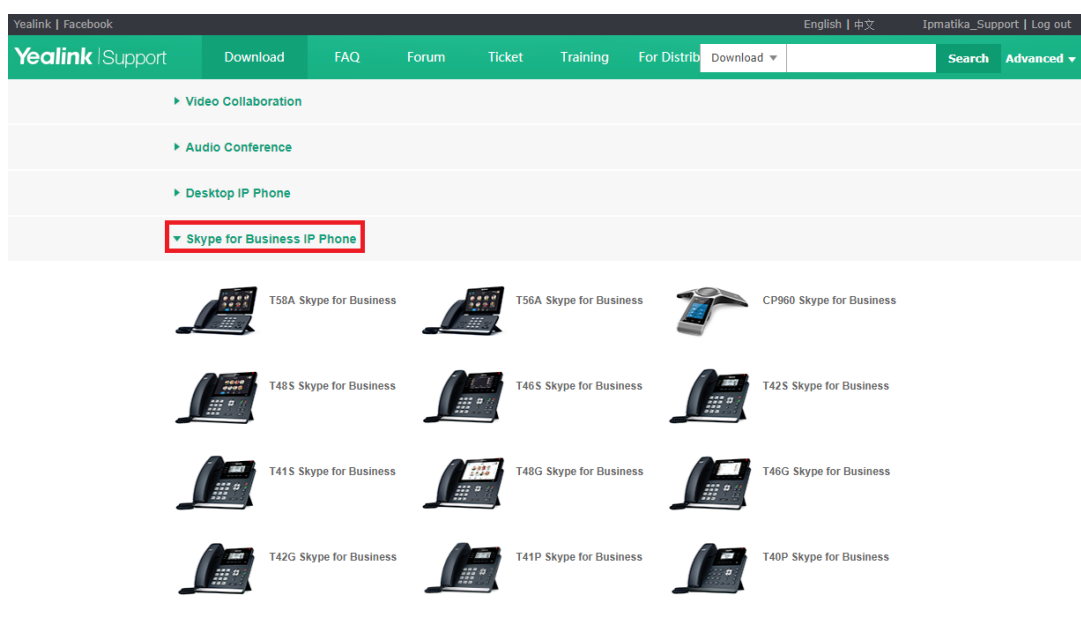 Yealink | Facebook English | 中文 Ipmatika_Support | Log out
Yealink | Support Download FAQ Forum Ticket Training For Distrib Download Search Advanced
Video Collaboration
Audio Conference
Desktop IP Phone
Skype for Business IP Phone
T58A Skype for Business T56A Skype for Business CP960 Skype for Business
T48S Skype for Business T46S Skype for Business T42S Skype for Business
T41S Skype for Business T48G Skype for Business T46G Skype for Business
T42G Skype for Business T41P Skype for Business T40P Skype for Business